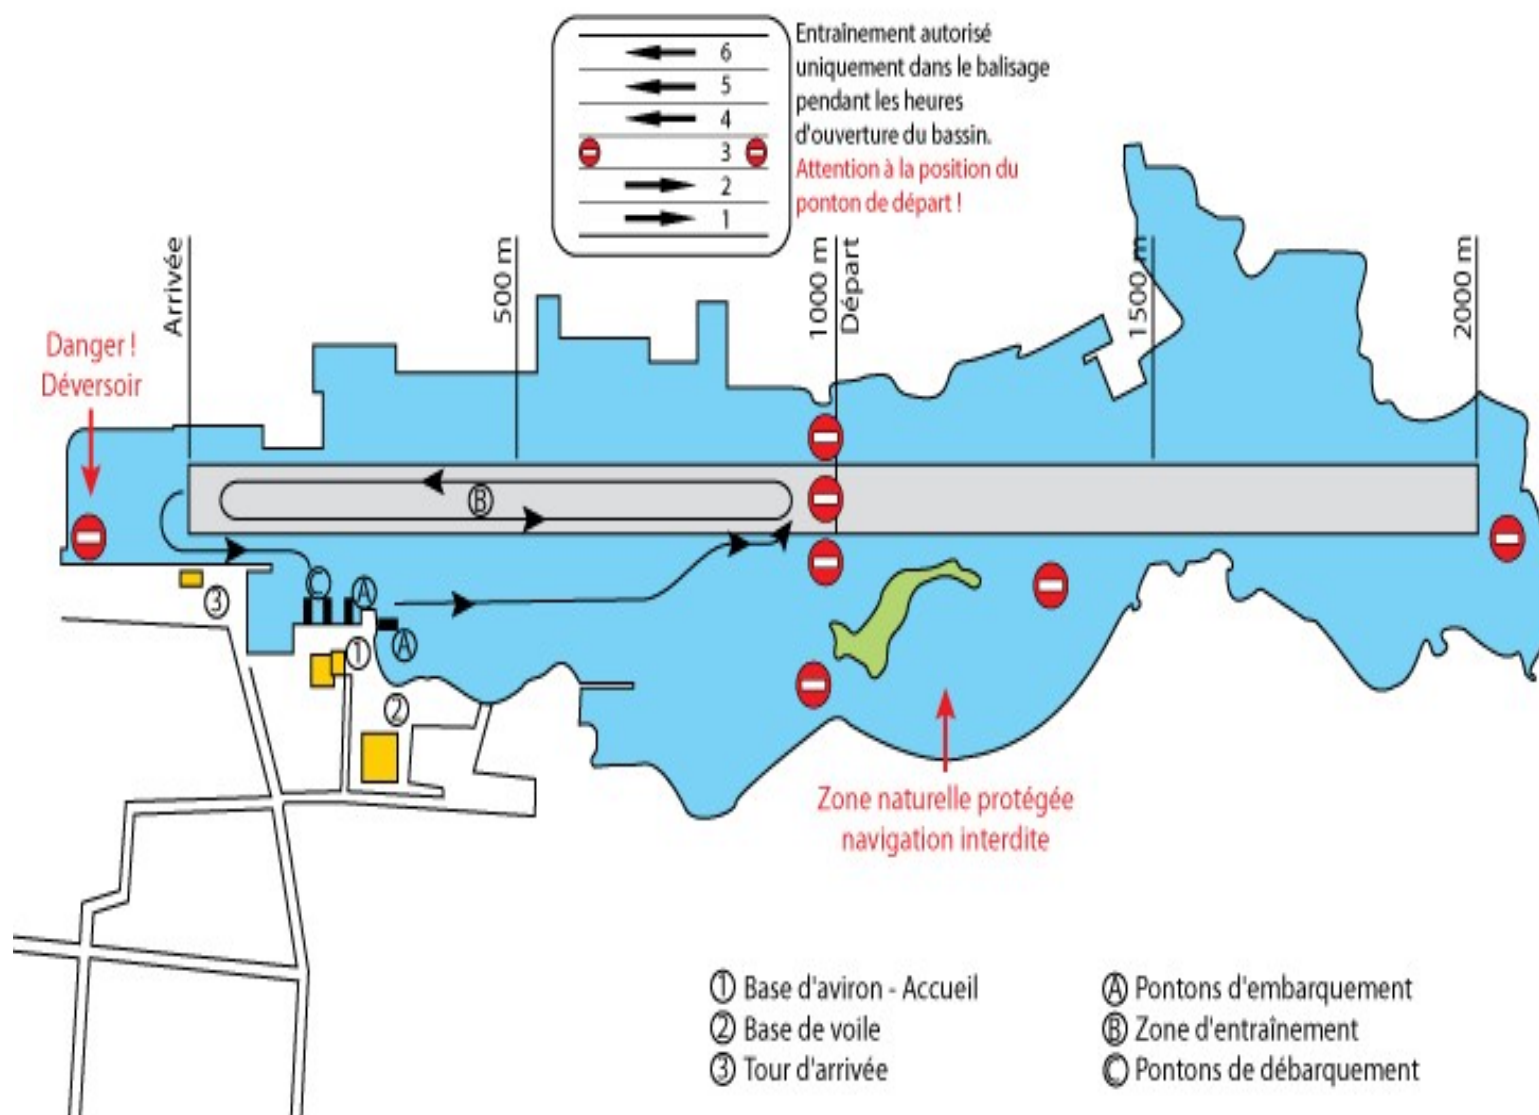 6
5
4
3
2
1
Entraînement autorisé
uniquement dans le balisage
pendant les heures
d'ouverture du bassin.
Attention à la position du
ponton de départ !
Arrivée
500 m
1000 m
Départ
1500 m
2000 m
Danger !
Déversoir
B
C
A
3
A
1
2
Zone naturelle protégée
navigation interdite
1 Base d'aviron - Accueil
2 Base de voile
3 Tour d'arrivée
A Pontons d'embarquement
B Zone d'entraînement
C Pontons de débarquement